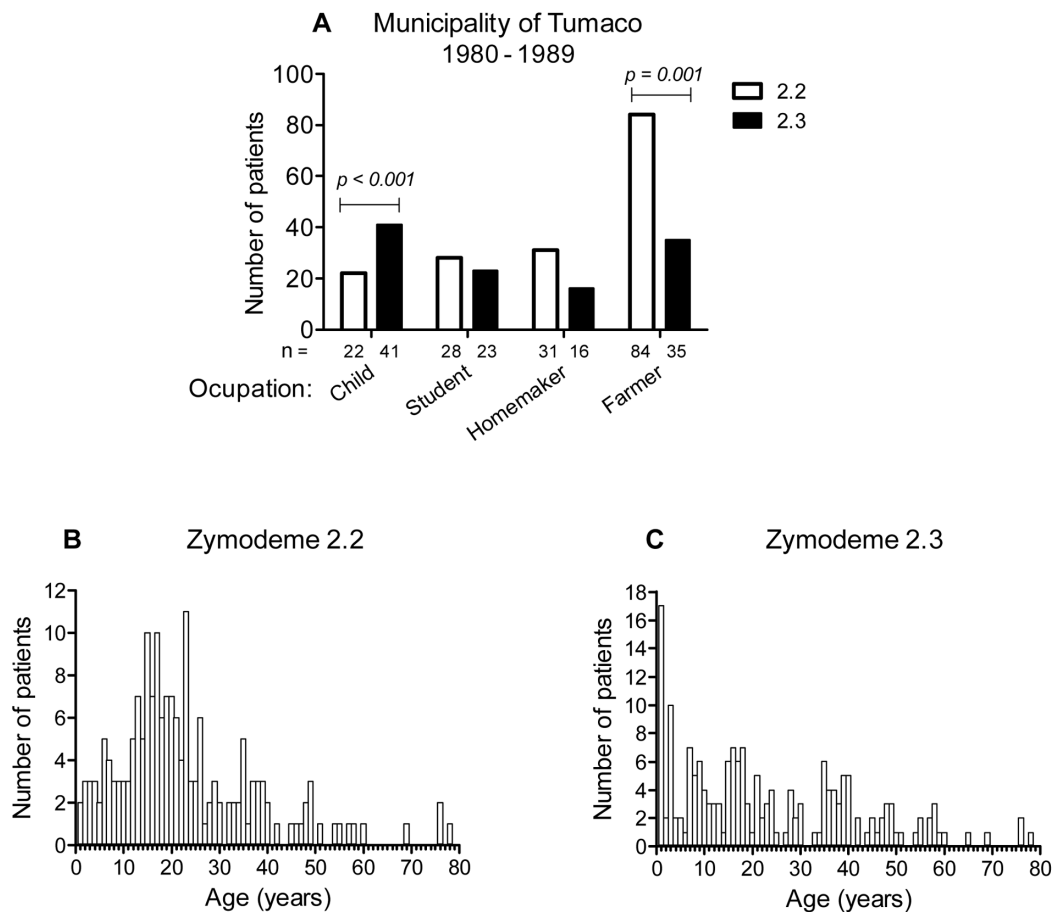 A Municipality of Tumaco
1980 - 1989
Number of patients
100
80
60
40
20
0
p < 0.001
p = 0.001
2.2
2.3
n = 22 41 28 23 31 16 84 35
Ocupation: Child Student Homemaker Farmer
B Zymodeme 2.2
Number of patients
12
10
8
6
4
2
0
0 10 20 30 40 50 60 70 80
Age (years)
C Zymodeme 2.3
Number of patients
18
16
14
12
10
8
6
4
2
0
0 10 20 30 40 50 60 70 80
Age (years)